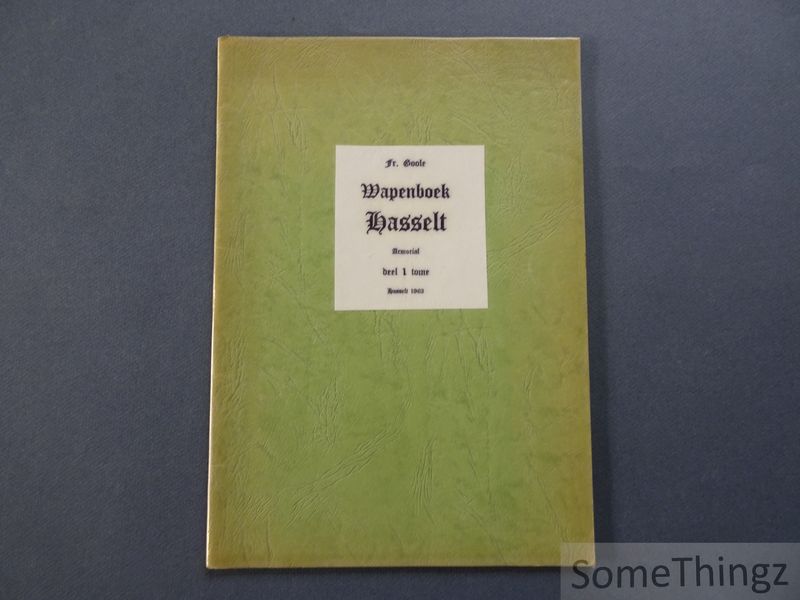 Fr. Goole
Wapenboek
Hasselt
Armorial
deel 1 tome
Hasselt 1963
SomeThingz